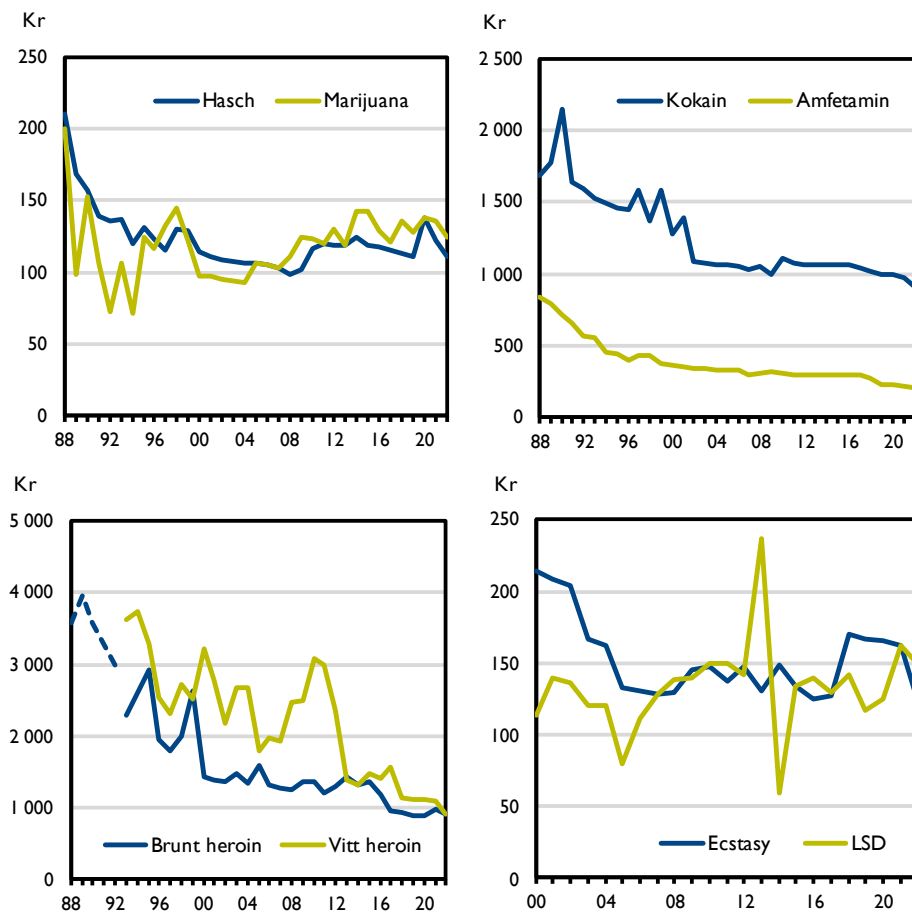 Kr
250
200
150
100
50
0
Hasch Marijuana
88 92 96 00 04 08 12 16 20
Kr
2 500
2 000
1 500
1 000
500
0
Kokain Amfetamin
88 92 96 00 04 08 12 16 20
Kr
5 000
4 000
3 000
2 000
1 000
0
Brunt heroin Vitt heroin
88 92 96 00 04 08 12 16 20
Kr
250
200
150
100
50
0
Ecstasy LSD
00 04 08 12 16 20